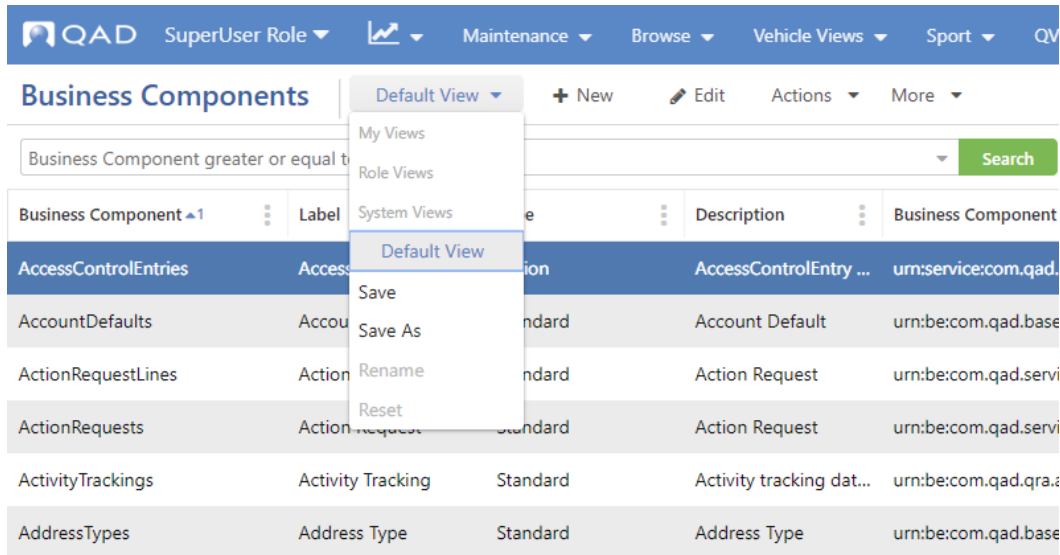 QAD SuperUser Role Maintenance Browse Vehicle Views Sport QV
Business Components Default View New Edit Actions More
My Views
Business Component greater or equal to Search
Role Views
Business Component 1 Label System Views Description Business Component
Default View
AccessControlEntries AccessControlEntry ... urn:service:com.qad.
Save
AccountDefaults Account Default urn:be:com.qad.base
Save As
ActionRequestLines Action Rename Action Request urn:be:com.qad.servi
Reset
ActionRequests Action Request Standard Action Request urn:be:com.qad.servi
ActivityTrackings Activity Tracking Standard Activity tracking dat... urn:be:com.qad.qra.a
AddressTypes Address Type Standard Address Type urn:be:com.qad.base